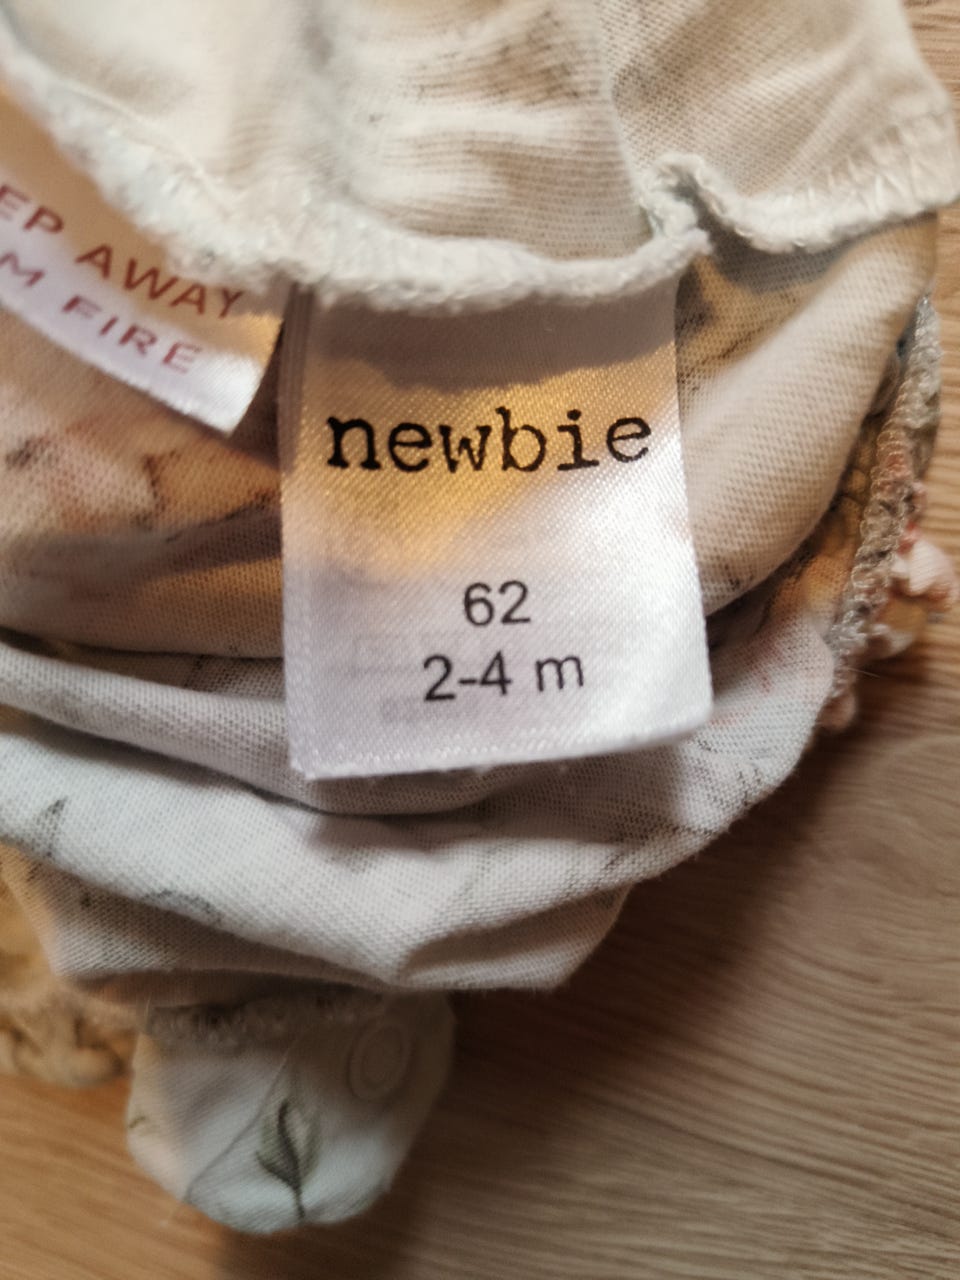 EP AWAY
M FIRE
newbie
62
2-4 m